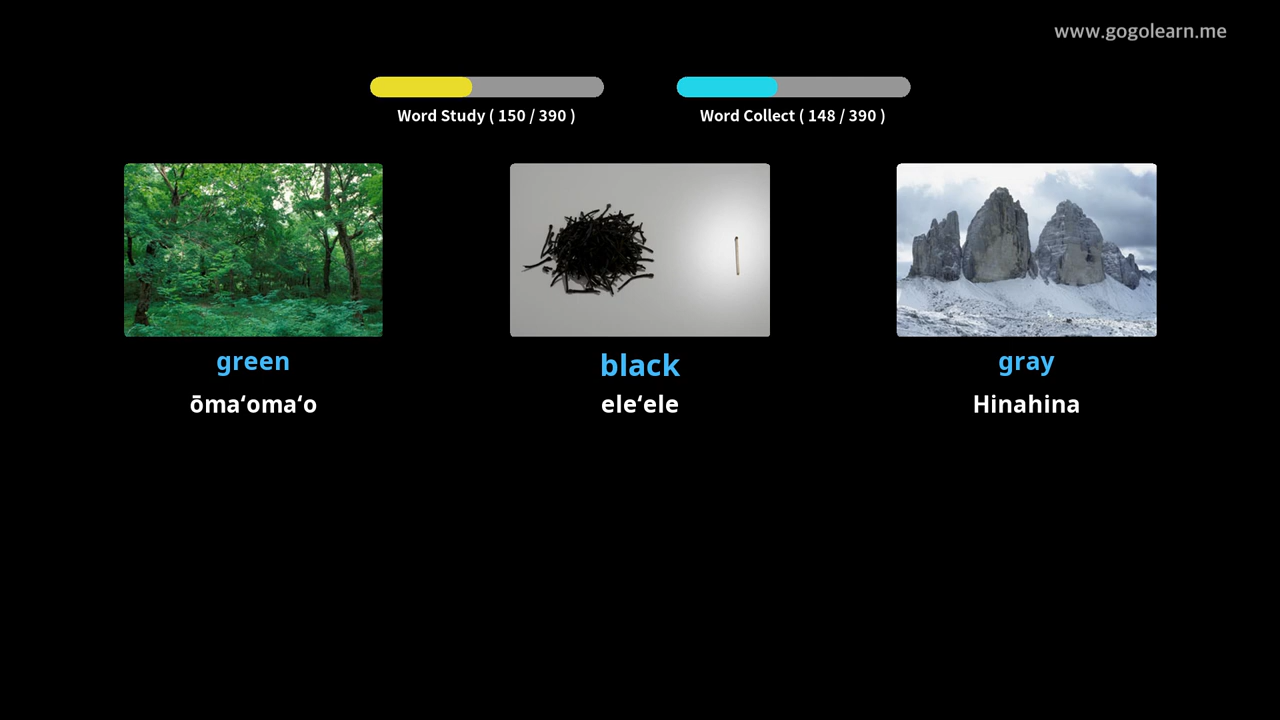 www.gogolearn.me
Word Study ( 150 / 390 )
Word Collect ( 148 / 390 )
green
black
gray
ōmaʻomaʻo
eleʻele
Hinahina